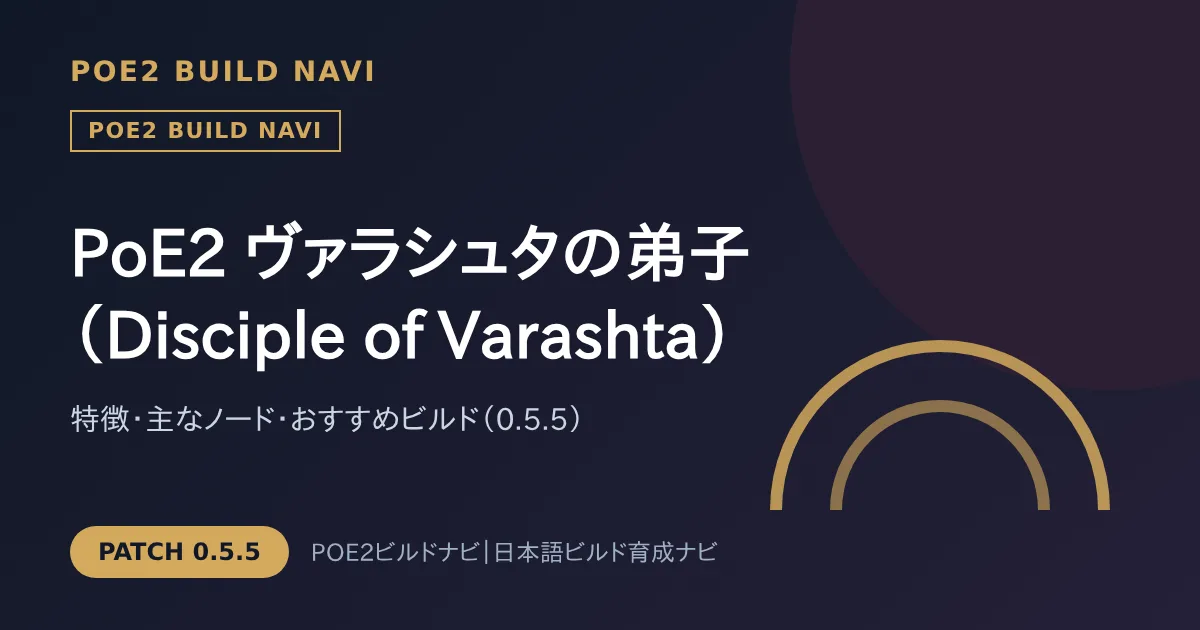 POE2 BUILD NAVI
POE2 BUILD NAVI
PoE2 ヴァラシュタの弟子
（Disciple of Varashta）
特徴・主なノード・おすすめビルド（0.5.5）
PATCH 0.5.5
POE2ビルドナビ|日本語ビルド育成ナビ